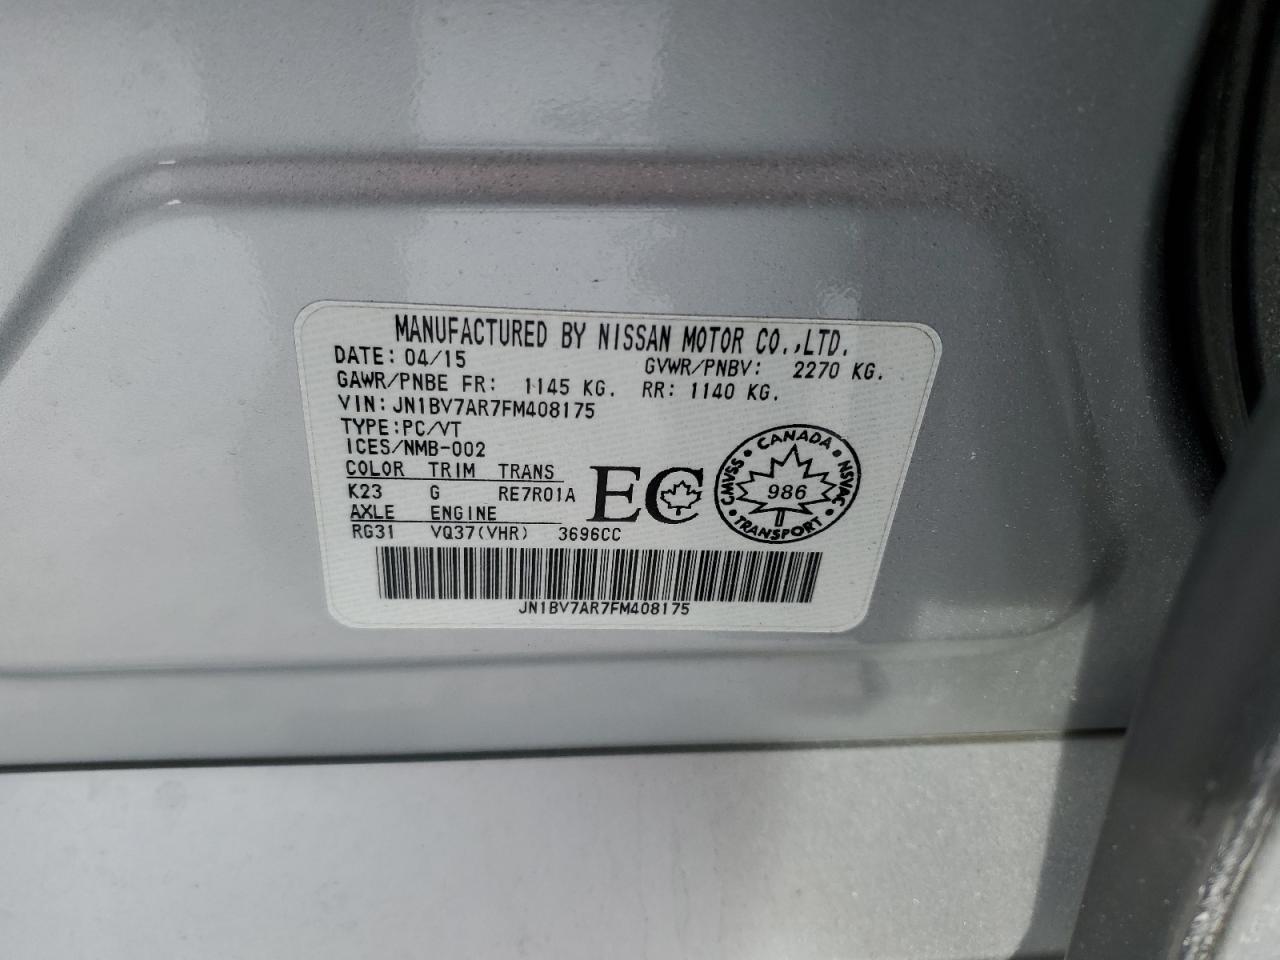 MANUFACTURED BY NISSAN MOTOR CO.,LTD.
DATE: 04/15 GVWR/PNBV: 2270 KG.
GAWR/PNBE FR: 1145 KG. RR: 1140 KG.
VIN: JN1BV7AR7FM408175
TYPE:PC/VT
ICES/NMB-002
COLOR TRIM TRANS
K23 G RE7R01A
AXLE ENGINE
RG31 VQ37(VHR) 3696CC
EC
CMVSS • CANADA • NSVAC • TRANSPORT •
986
JN1BV7AR7FM408175